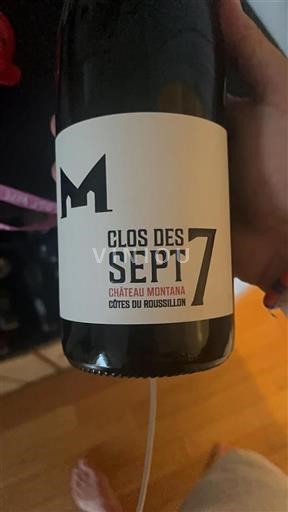 M
CLOS DES
SEPT 7
CHÂTEAU MONTANA
CÔTES DU ROUSSILLON